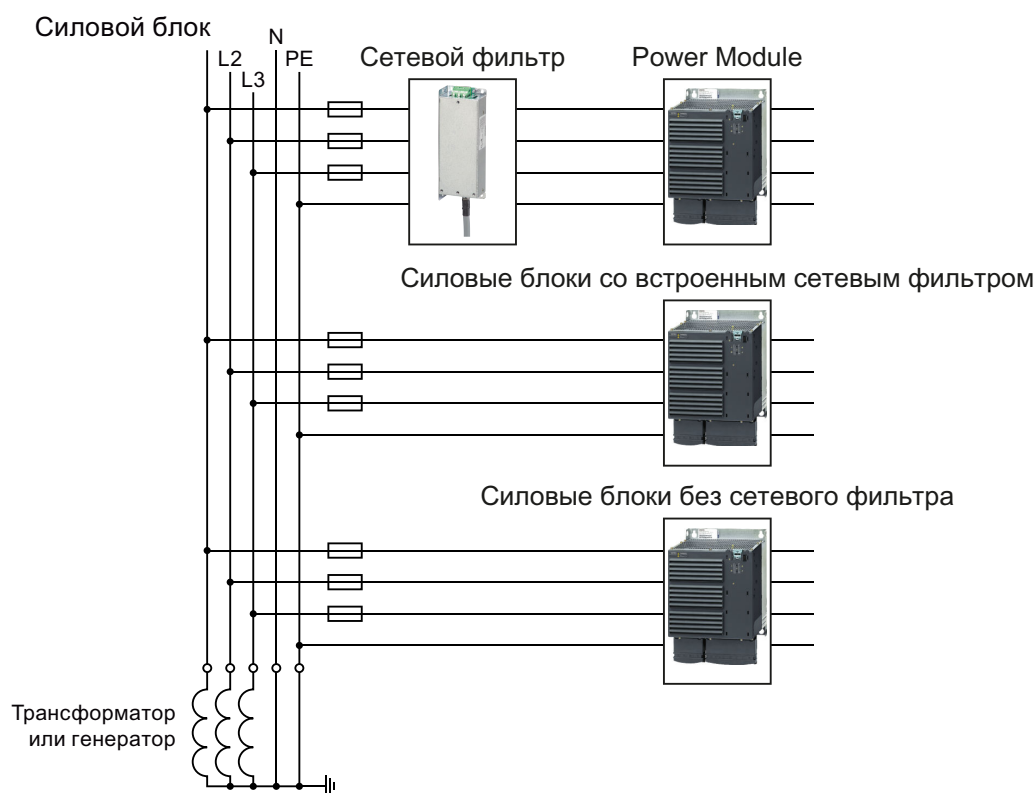 Силовой блок
N
L2
PE
L3
Сетевой фильтр
Power Module
Силовые блоки со встроенным сетевым фильтром
Силовые блоки без сетевого фильтра
Трансформатор
или генератор